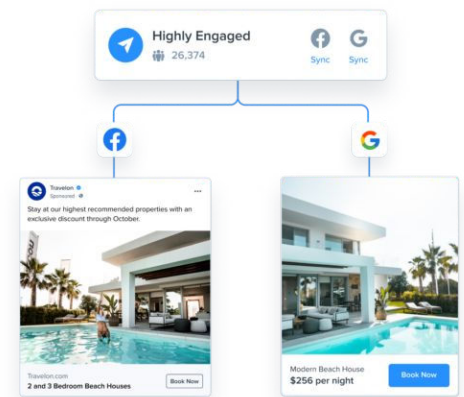 Highly Engaged
26,374
Sync
Sync
Travelon
Sponsored
Stay at our highest recommended properties with an
exclusive discount through October.
Travelon.com
2 and 3 Bedroom Beach Houses
Book Now
Modern Beach House
$256 per night
Book Now